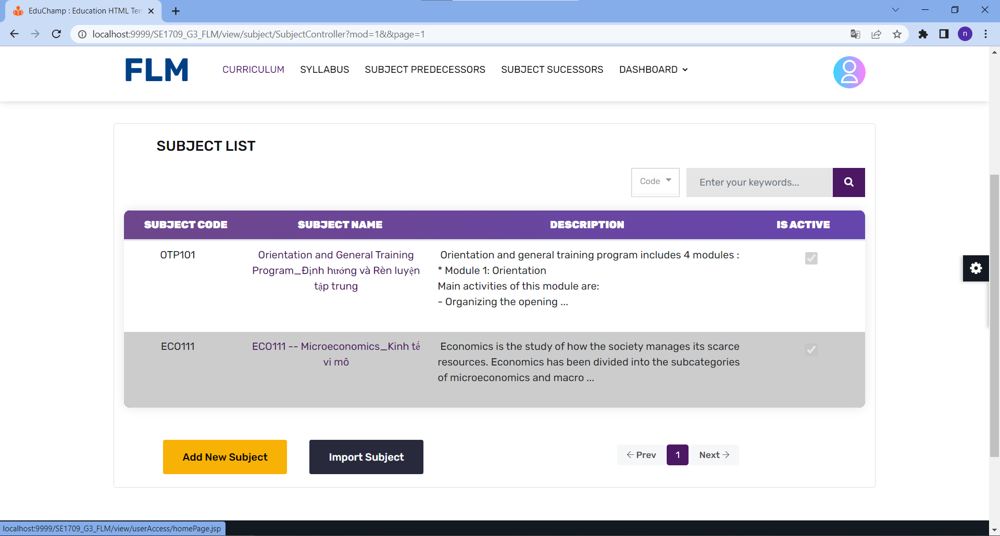 EduChamp : Education HTML Tem
localhost:9999/SE1709_G3_FLM/view/subject/SubjectController?mod=1&&page=1
n
FLM
CURRICULUM
SYLLABUS
SUBJECT PREDECESSORS
SUBJECT SUCESSORS
DASHBOARD
SUBJECT LIST
Code
Enter your keywords...
SUBJECT CODE
SUBJECT NAME
DESCRIPTION
IS ACTIVE
OTP101
Orientation and General Training
Program_Định hướng và Rèn luyện
tập trung
Orientation and general training program includes 4 modules :
* Module 1: Orientation
Main activities of this module are:
- Organizing the opening ...
ECO111
ECO111 -- Microeconomics_Kinh tế
vi mô
Economics is the study of how the society manages its scarce
resources. Economics has been divided into the subcategories
of microeconomics and macro ...
Add New Subject
Import Subject
Prev
1
Next
localhost:9999/SE1709_G3_FLM/view/userAccess/homePage.jsp